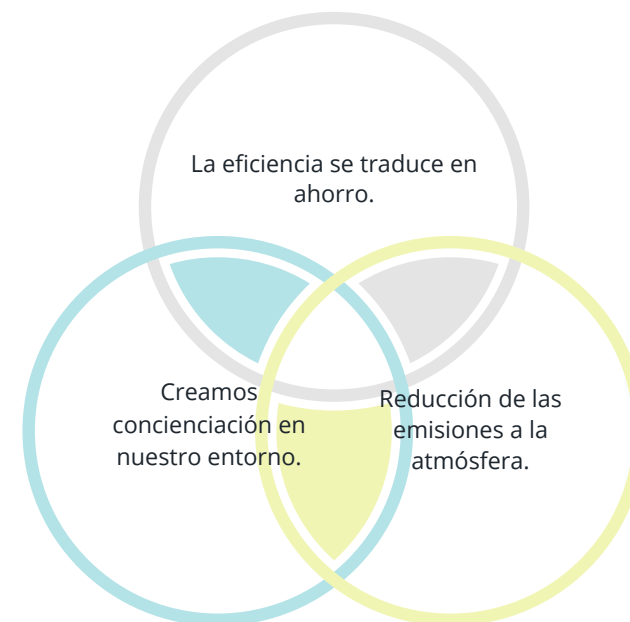 La eficiencia se traduce en
ahorro.
Creamos
concienciación en
nuestro entorno.
Reducción de las
emisiones a la
atmósfera.